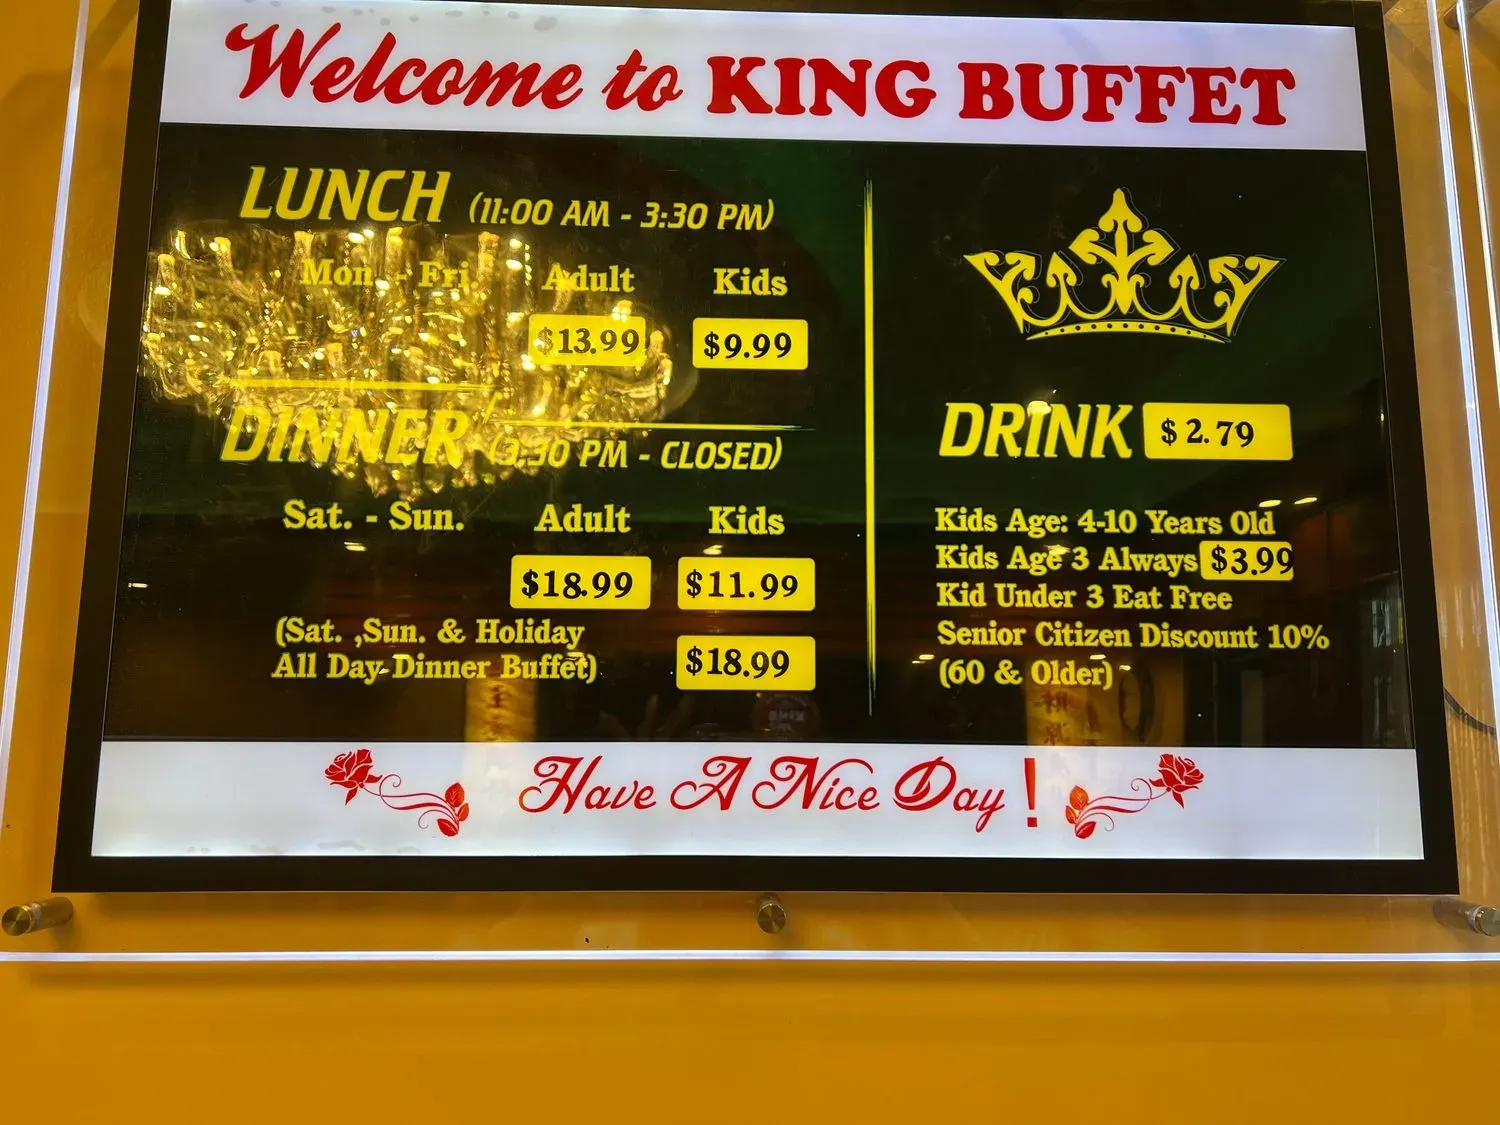 Welcome to KING BUFFET
LUNCH (11:00 AM - 3:30 PM)
Mon. - Fri. Adult Kids
$13.99 $9.99
DINNER (3:30 PM - CLOSED)
Sat. - Sun. Adult Kids
$18.99 $11.99
(Sat. ,Sun. & Holiday
All Day Dinner Buffet) $18.99
DRINK $2.79
Kids Age: 4-10 Years Old
Kids Age 3 Always $3.99
Kid Under 3 Eat Free
Senior Citizen Discount 10%
(60 & Older)
Have A Nice Day!